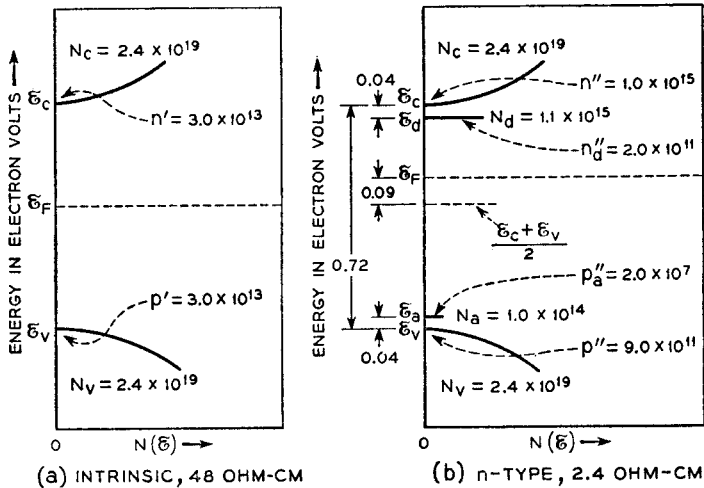 ENERGY IN ELECTRON VOLTS →
N_C = 2.4 × 10^19
ℰ_C
n' = 3.0 × 10^13
ℰ_F
p' = 3.0 × 10^13
ℰ_V
N_V = 2.4 × 10^19
0
N(ℰ) →
(a) INTRINSIC, 48 OHM-CM
ENERGY IN ELECTRON VOLTS →
N_C = 2.4 × 10^19
0.04
ℰ_C
n'' = 1.0 × 10^15
ℰ_d
N_d = 1.1 × 10^15
n_d'' = 2.0 × 10^11
ℰ_F
0.09
ℰ_C + ℰ_V
2
0.72
p_a'' = 2.0 × 10^7
ℰ_a
N_a = 1.0 × 10^14
ℰ_V
0.04
p'' = 9.0 × 10^11
N_V = 2.4 × 10^19
0
N(ℰ) →
(b) n-TYPE, 2.4 OHM-CM